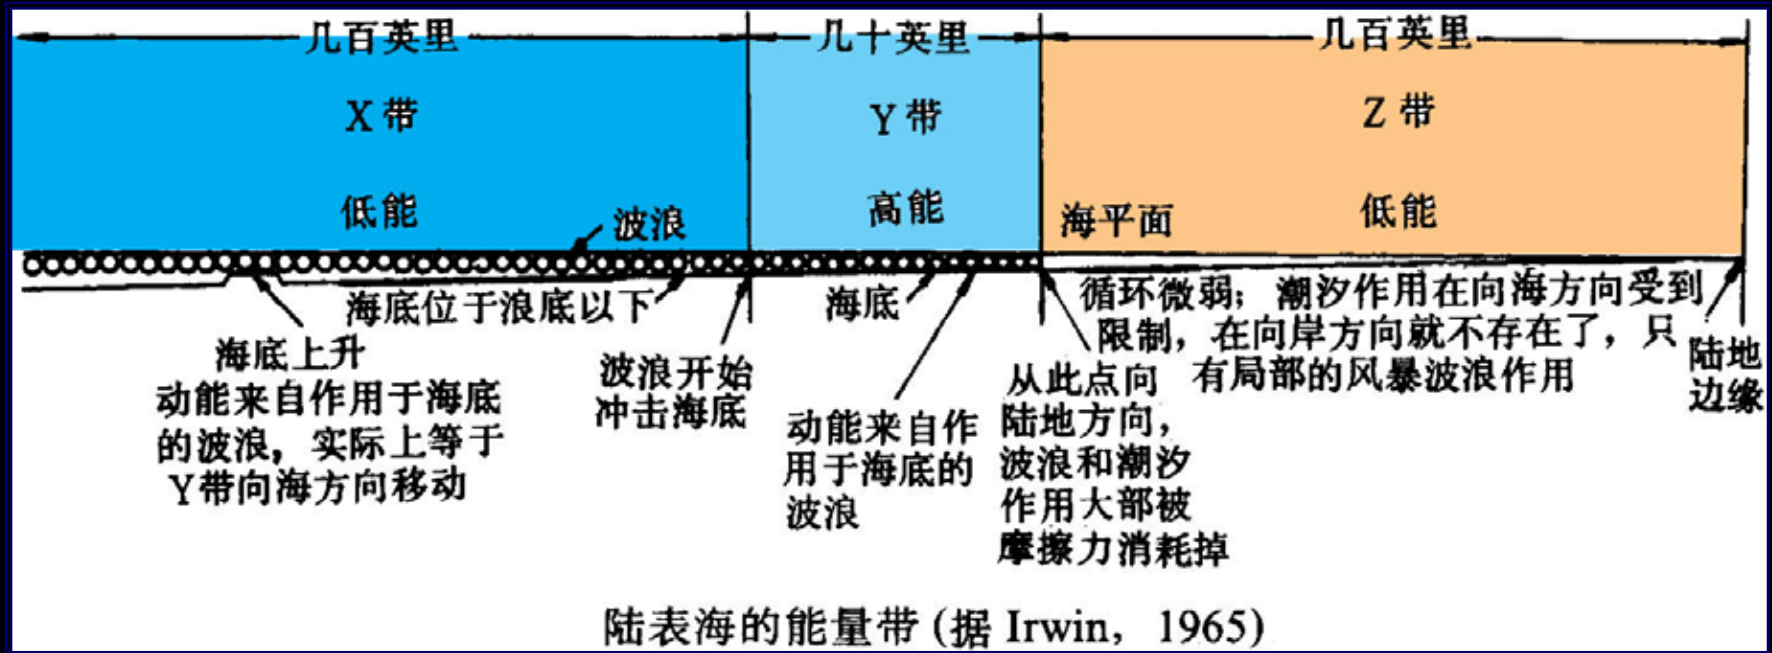 几百英里
几十英里
几百英里
X带
Y带
Z带
低能
高能
低能
波浪
海平面
海底位于浪底以下
海底
循环微弱；潮汐作用在向海方向受到
限制，在向岸方向就不存在了，只
有局部的风暴波浪作用
海底上升
动能来自作用于海底
的波浪，实际上等于
Y带向海方向移动
波浪开始
冲击海底
动能来自作
用于海底的
波浪
从此点向
陆地方向，
波浪和潮汐
作用大部被
摩擦力消耗掉
陆地
边缘
陆表海的能量带(据 Irwin, 1965)